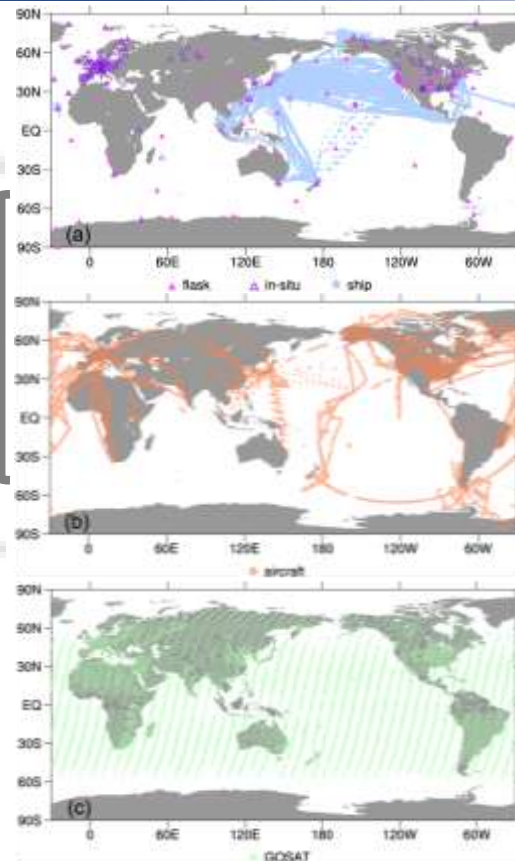 90N
60N
30N
EQ
30S
60S
90S
(a)
0 60E 120E 180 120W 60W
flask in-situ ship
90N
60N
30N
EQ
30S
60S
90S
(b)
0 60E 120E 180 120W 60W
aircraft
90N
60N
30N
EQ
30S
60S
90S
(c)
0 60E 120E 180 120W 60W
GOSAT